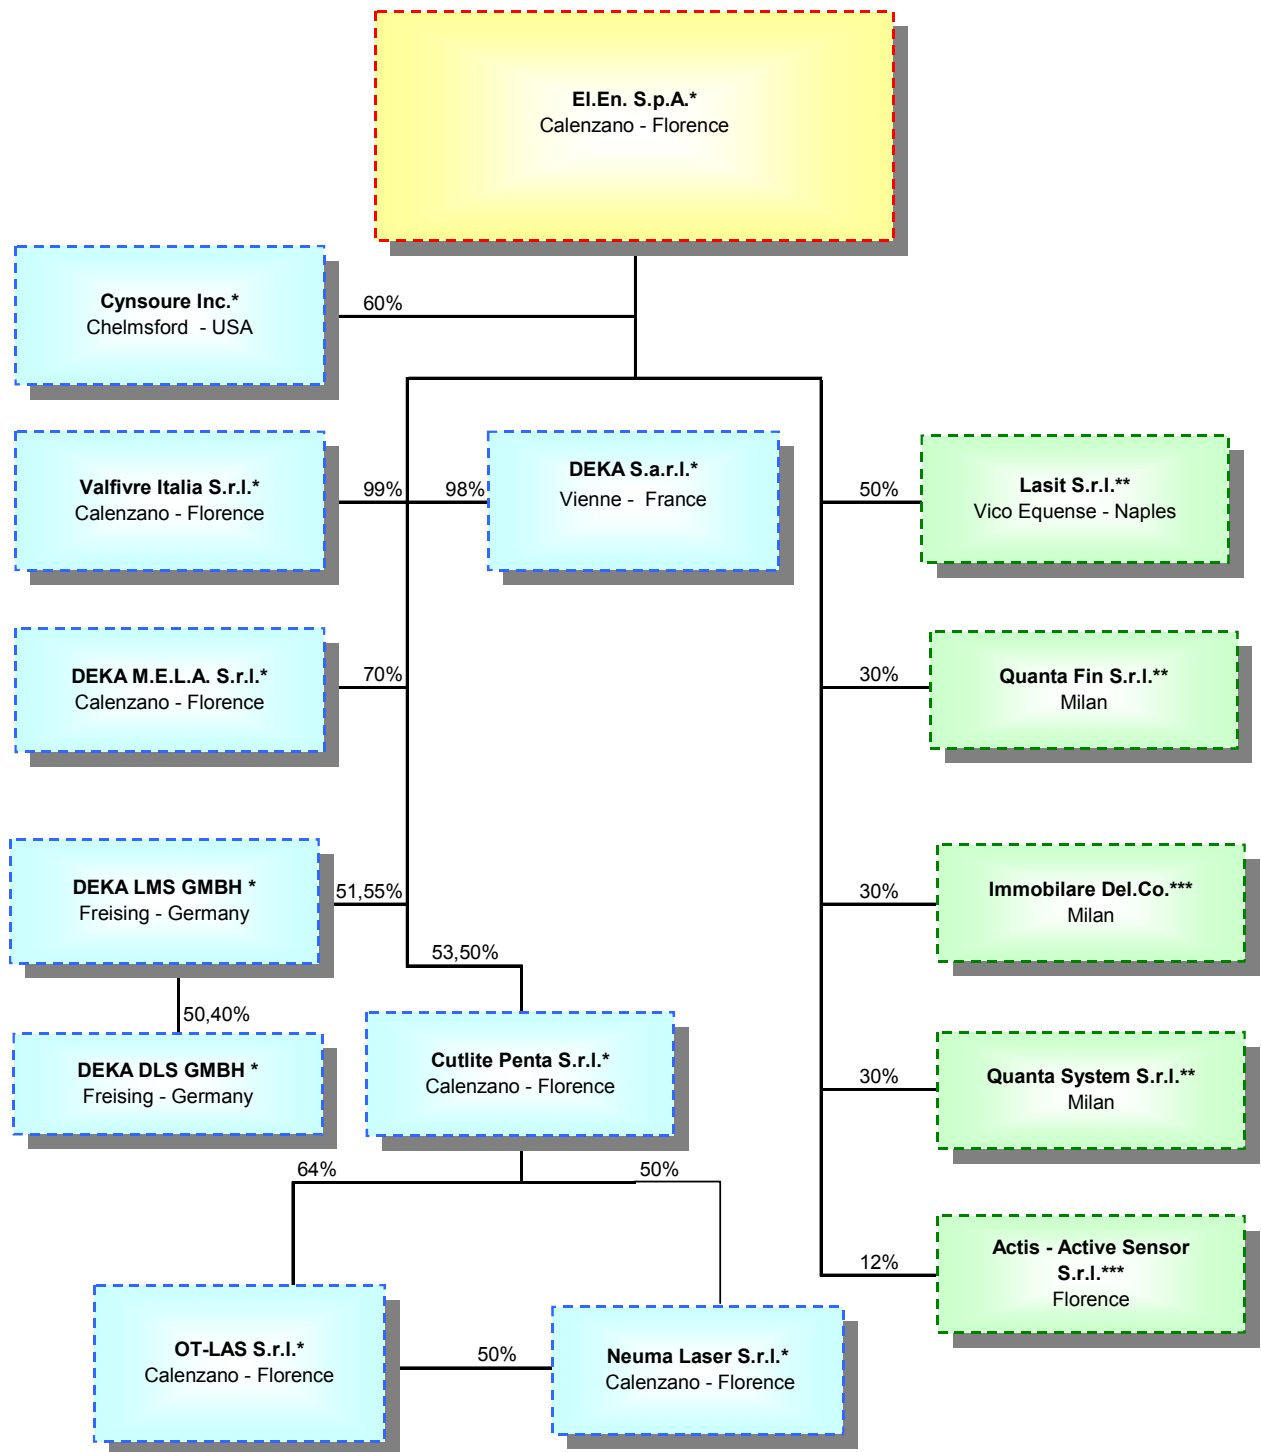 El.En. S.p.A.*
Calenzano - Florence
Cynsoure Inc.*
Chelmsford - USA
60%
Valfivre Italia S.r.l.*
Calenzano - Florence
99%
98%
DEKA S.a.r.l.*
Vienne - France
50%
Lasit S.r.l.**
Vico Equense - Naples
DEKA M.E.L.A. S.r.l.*
Calenzano - Florence
70%
30%
Quanta Fin S.r.l.**
Milan
DEKA LMS GMBH *
Freising - Germany
51,55%
30%
Immobilare Del.Co.***
Milan
53,50%
50,40%
DEKA DLS GMBH *
Freising - Germany
Cutlite Penta S.r.l.*
Calenzano - Florence
30%
Quanta System S.r.l.**
Milan
64%
50%
12%
Actis - Active Sensor
S.r.l.***
Florence
OT-LAS S.r.l.*
Calenzano - Florence
50%
Neuma Laser S.r.l.*
Calenzano - Florence